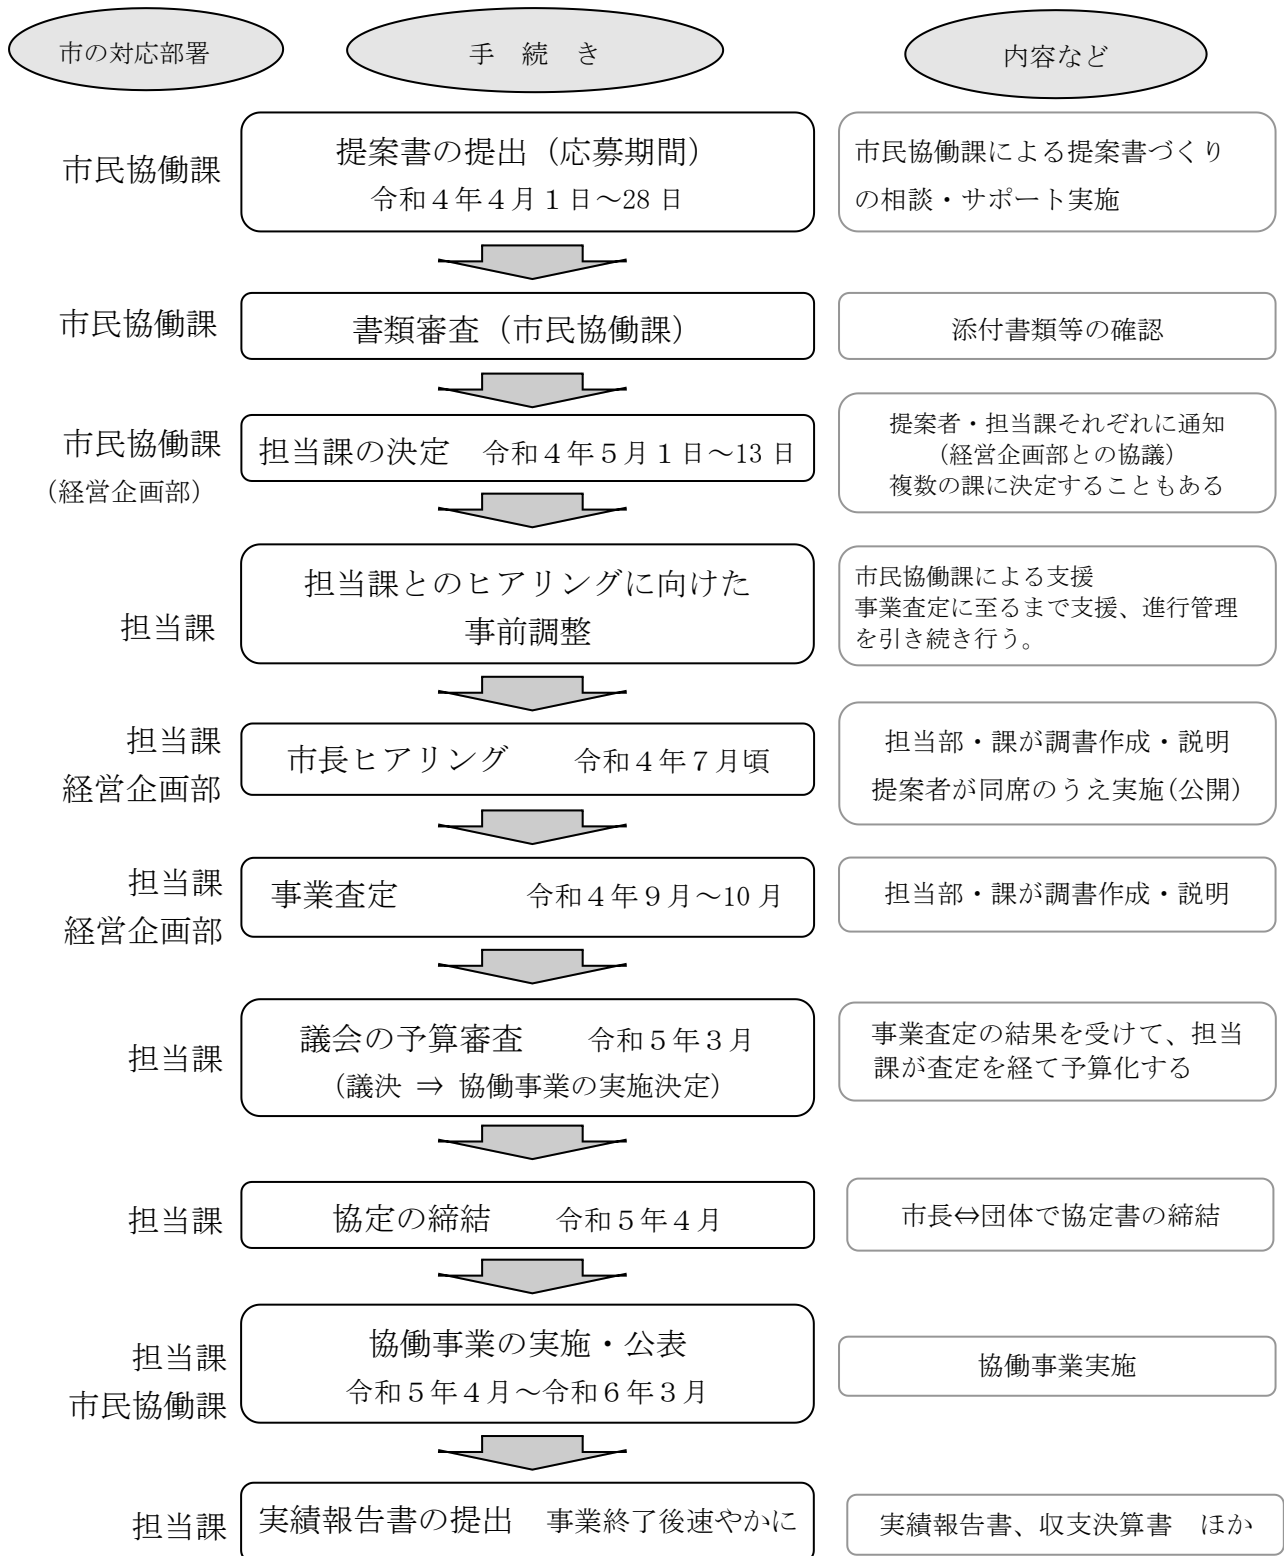 市の対応部署
手　続　き
内容など
市民協働課
提案書の提出（応募期間）
令和４年４月１日～28 日
市民協働課による提案書づくり
の相談・サポート実施
市民協働課
書類審査（市民協働課）
添付書類等の確認
市民協働課
（経営企画部）
担当課の決定　令和４年５月１日～13 日
提案者・担当課それぞれに通知
（経営企画部との協議）
複数の課に決定することもある
担当課
担当課とのヒアリングに向けた
事前調整
市民協働課による支援
事業査定に至るまで支援、進行管理
を引き続き行う。
担当課
経営企画部
市長ヒアリング　　令和４年７月頃
担当部・課が調書作成・説明
提案者が同席のうえ実施（公開）
担当課
経営企画部
事業査定　　　　令和４年９月～10 月
担当部・課が調書作成・説明
担当課
議会の予算審査　　令和５年３月
（議決 ⇒ 協働事業の実施決定）
事業査定の結果を受けて、担当
課が査定を経て予算化する
担当課
協定の締結　　令和５年４月
市長⇔団体で協定書の締結
担当課
市民協働課
協働事業の実施・公表
令和５年４月～令和６年３月
協働事業実施
担当課
実績報告書の提出　事業終了後速やかに
実績報告書、収支決算書　ほか